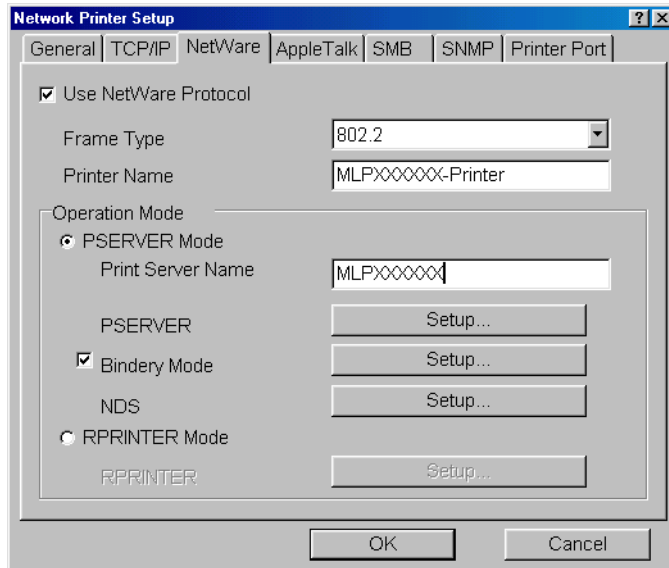 Network Printer Setup
General TCP/IP NetWare AppleTalk SMB SNMP Printer Port
Use NetWare Protocol
Frame Type 802.2
Printer Name MLPXXXXXX-Printer
Operation Mode
PSERVER Mode
Print Server Name MLPXXXXXX
PSERVER Setup...
Bindery Mode Setup...
NDS Setup...
RPRINTER Mode
RPRINTER Setup...
OK Cancel